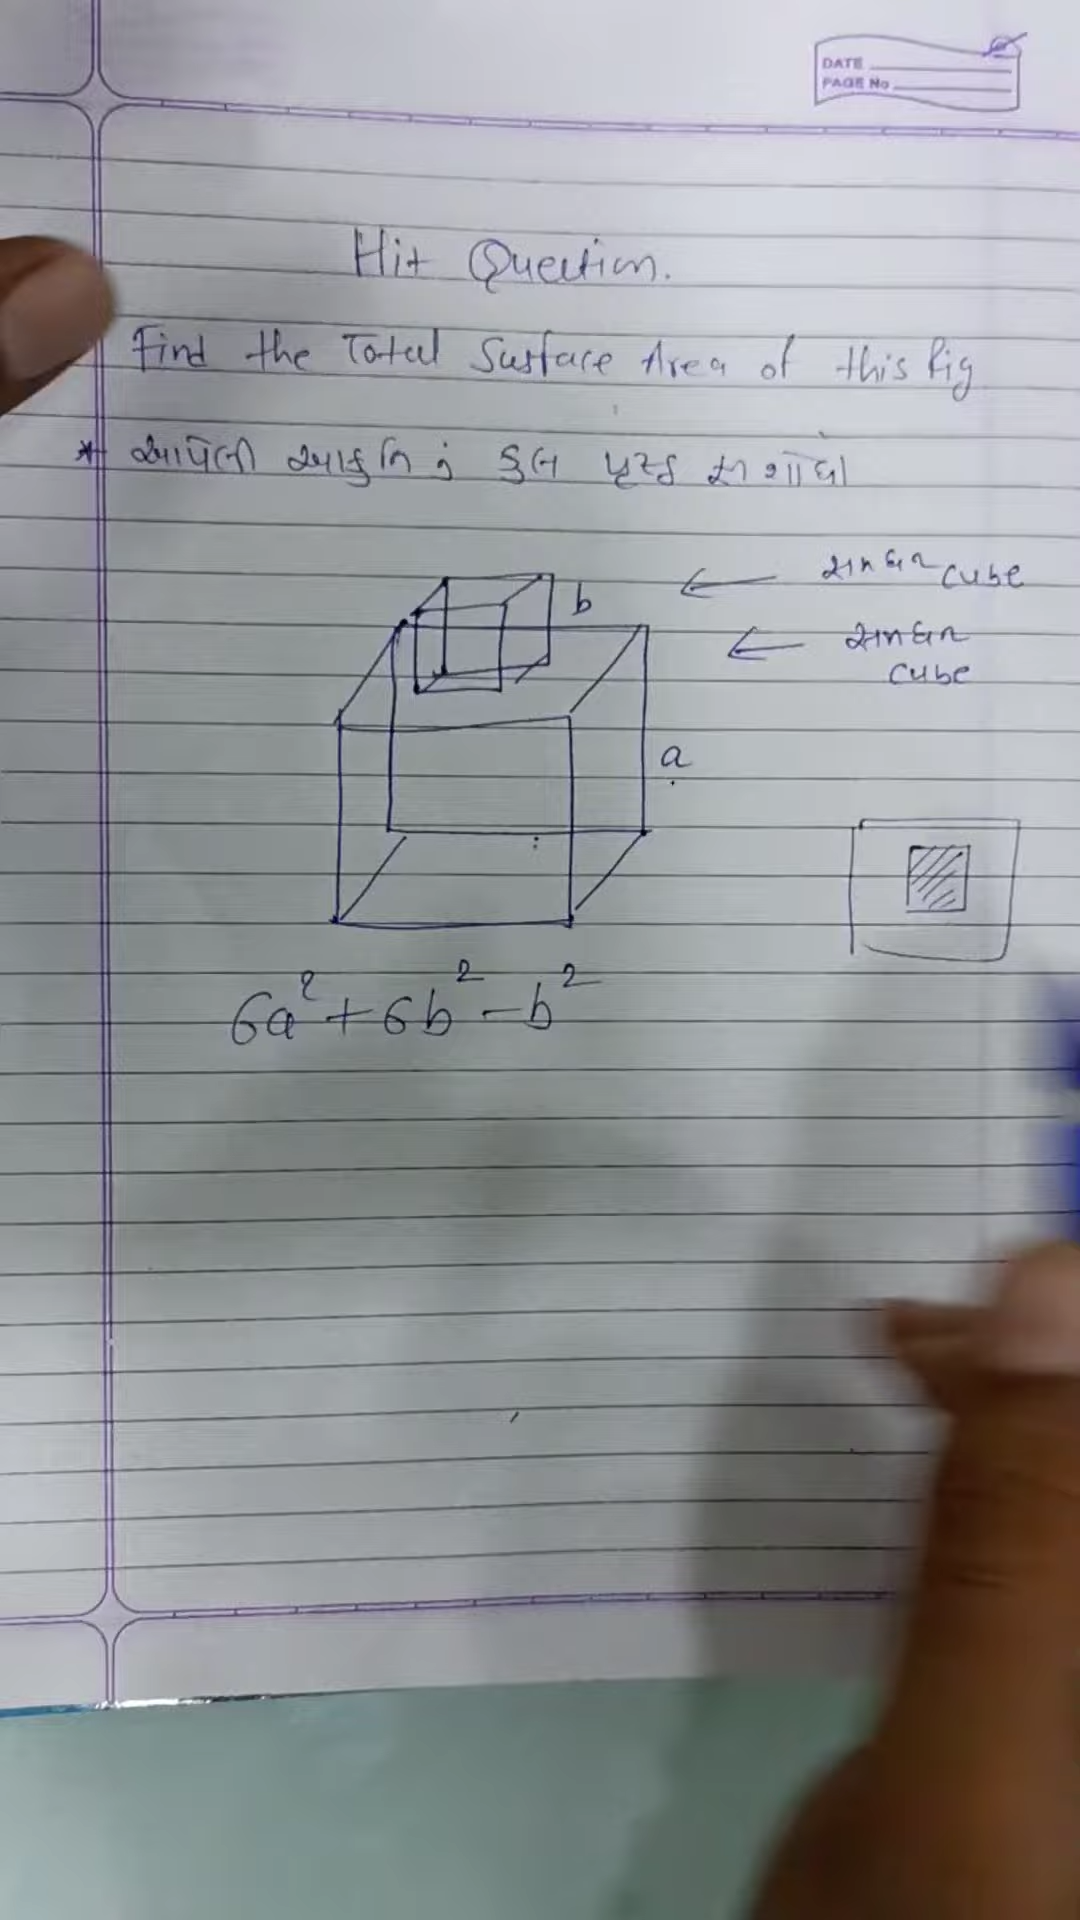 DATE
PAGE No
Hit Question.
Find the Total Surface Area of this fig
* આપેલી આકૃતિનું કુલ પૃષ્ઠફળ શોધો
b
સમઘન cube
સમઘન
cube
a
6a² + 6b² - b²